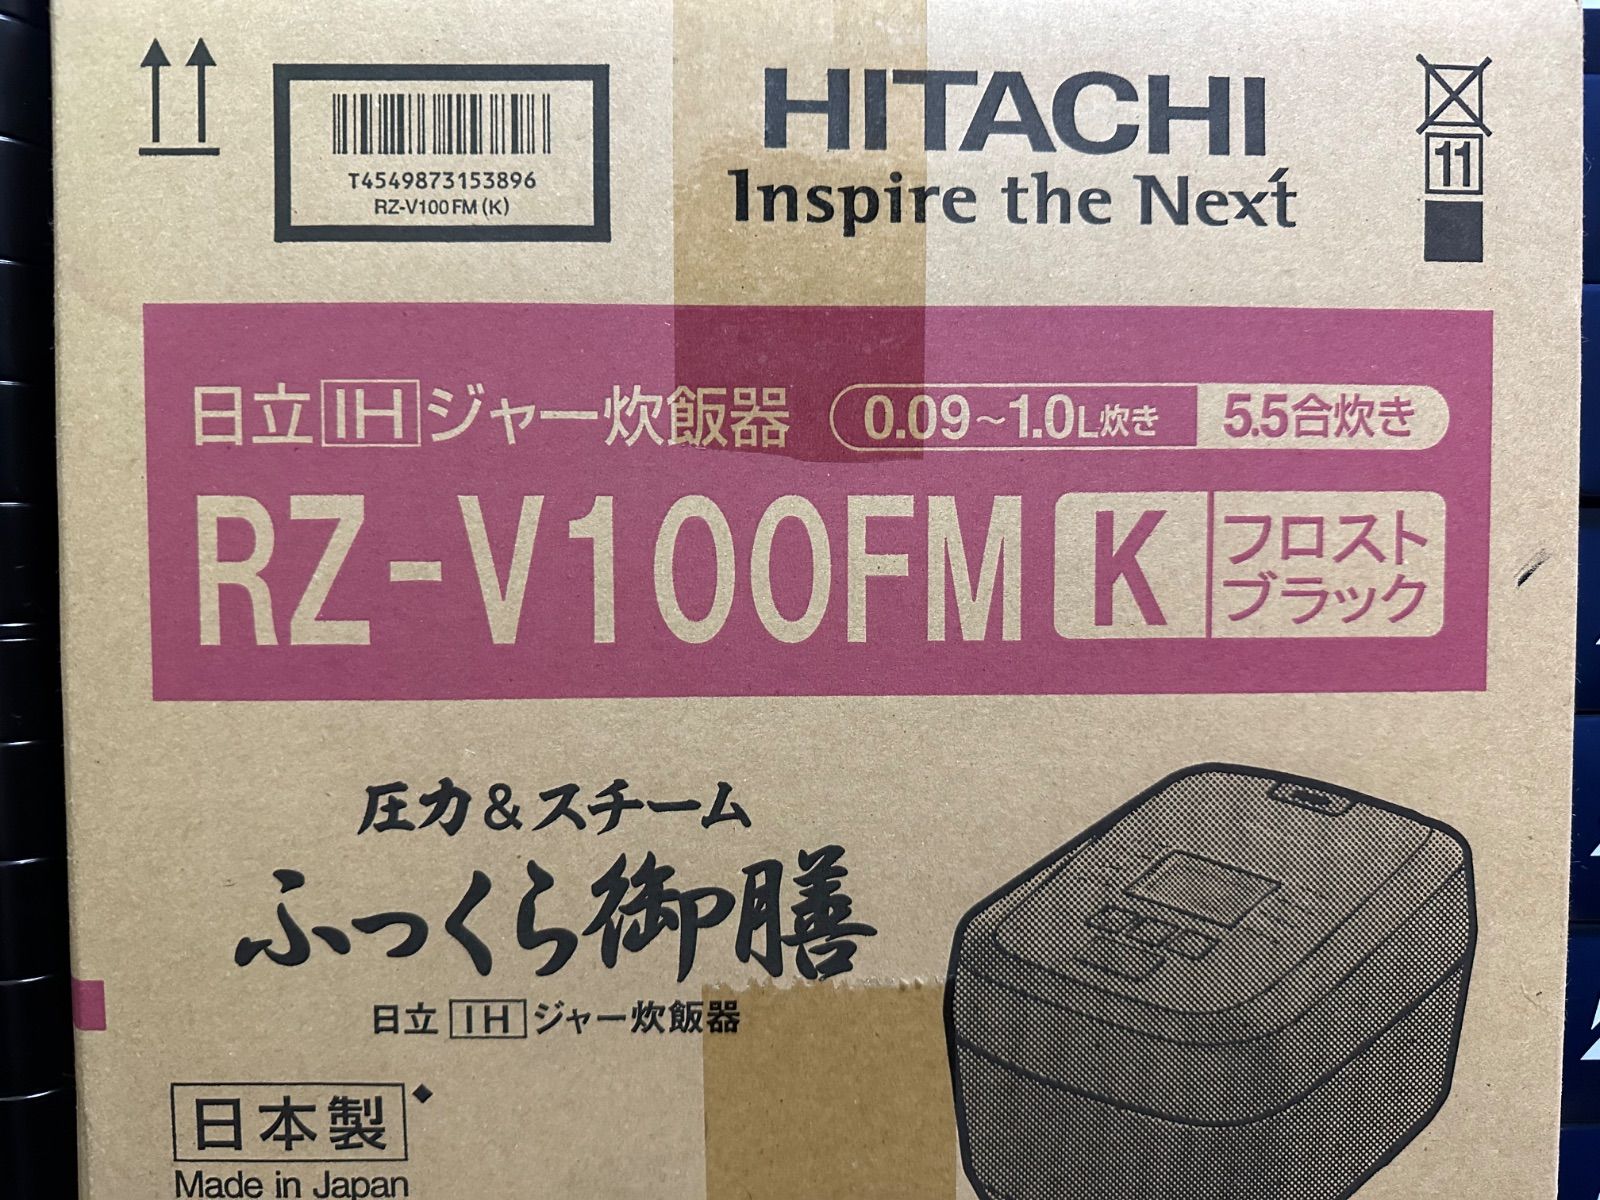 T4549873153896
RZ-V100FM(K)
HITACHI
Inspire the Next
11
日立IHジャー炊飯器 0.09~1.0L炊き 5.5合炊き
RZ-V100FM K フロスト
ブラック
圧力&スチーム
ふっくら御膳
日立IHジャー炊飯器
日本製
Made in Japan